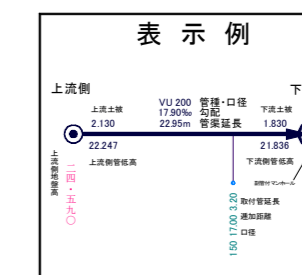 表示例
上流側
下
上流土被
VU 200 管種・口径
下流土被
2.130
17.90‰ 勾配
1.830
22.95m 管渠延長
22.247
21.836
上流側管低高
下流側管低高
上流側地盤高
二四・五九〇
150 17.00 3.20
取付管延長
逓加距離
口径